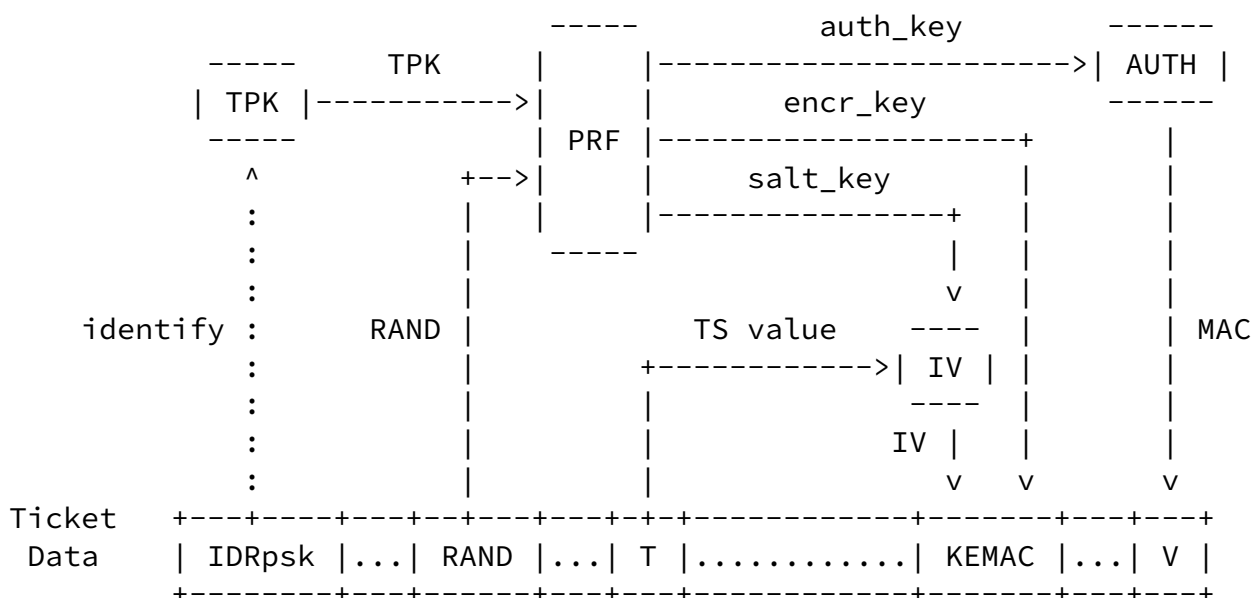 auth_key
TPK
AUTH
TPK
encr_key
PRF
salt_key
identify
RAND
TS value
MAC
IV
IV
Ticket
Data
IDRpsk
...
RAND
...
T
............
KEMAC
...
V